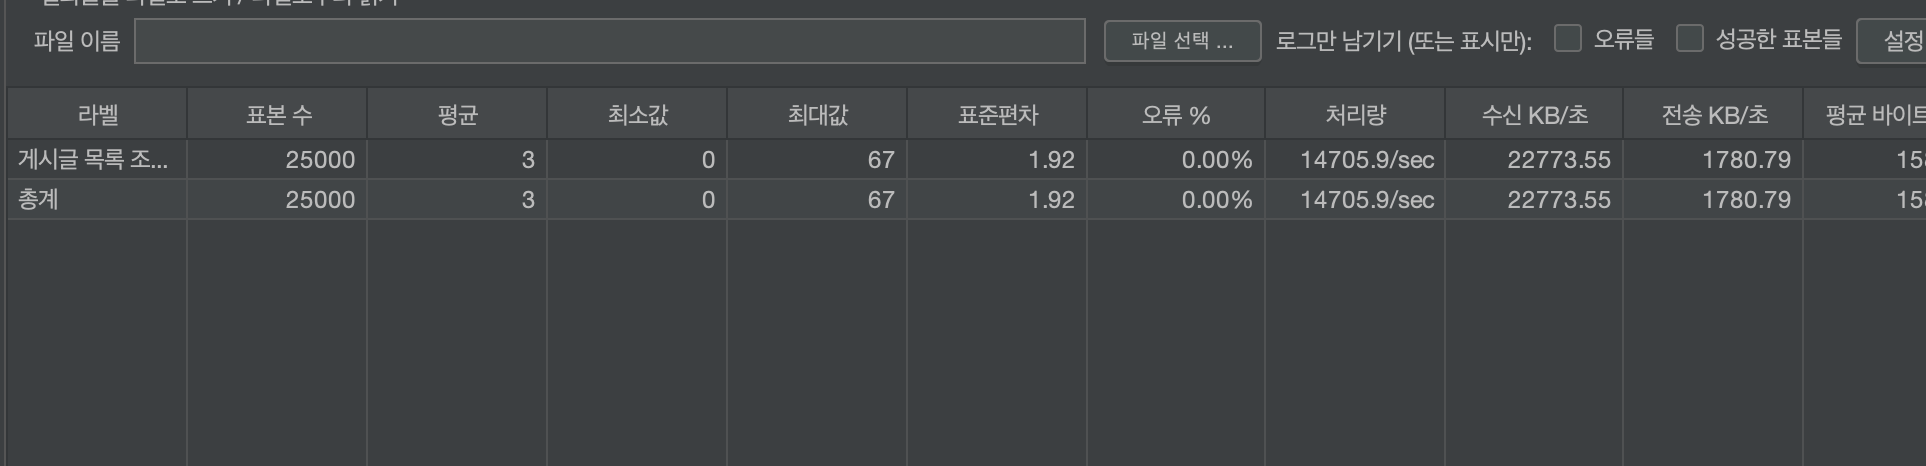 파일 이름 파일 선택 ... 로그만 남기기 (또는 표시만): 오류들 성공한 표본들 설정
라벨 표본 수 평균 최소값 최대값 표준편차 오류 % 처리량 수신 KB/초 전송 KB/초 평균 바이트
게시글 목록 조... 25000 3 0 67 1.92 0.00% 14705.9/sec 22773.55 1780.79
총계 25000 3 0 67 1.92 0.00% 14705.9/sec 22773.55 1780.79